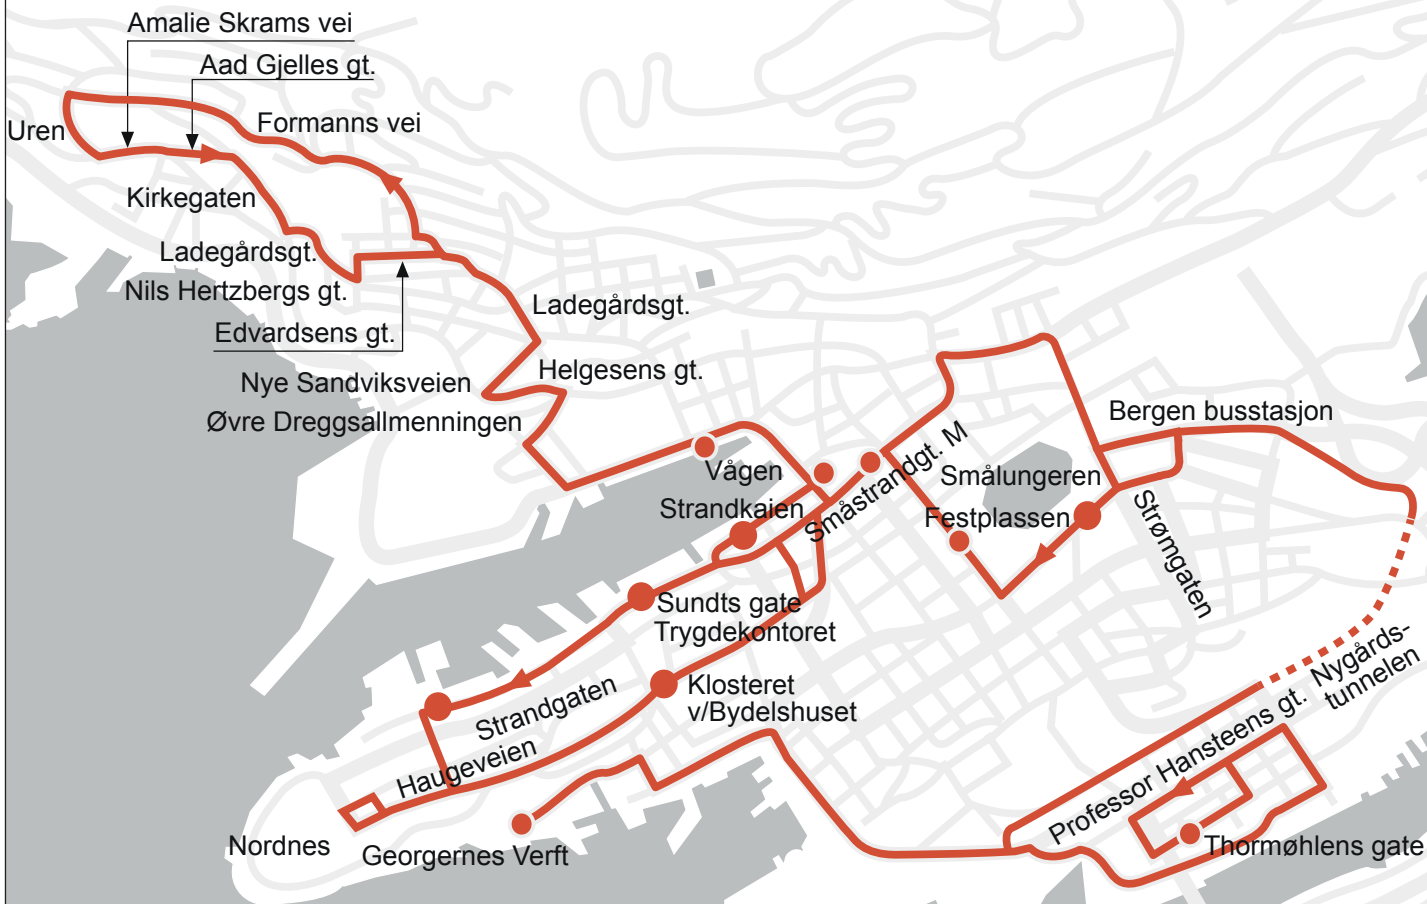 Amalie Skrams vei
Aad Gjelles gt.
Uren
Formanns vei
Kirkegaten
Ladegårdsgt.
Nils Hertzbergs gt.
Edvardsens gt.
Ladegårdsgt.
Helgesens gt.
Nye Sandviksveien
Øvre Dreggsallmenningen
Bergen busstasjon
Vågen
Småstrandgt. M
Smålungeren
Strandkaien
Festplassen
Strømgaten
Sundts gate
Trygdekontoret
Klosteret
v/Bydelshuset
Strandgaten
Haugeveien
Nygårds-
tunnelen
Professor Hansteens gt.
Nordnes
Georgernes Verft
Thormøhlens gate